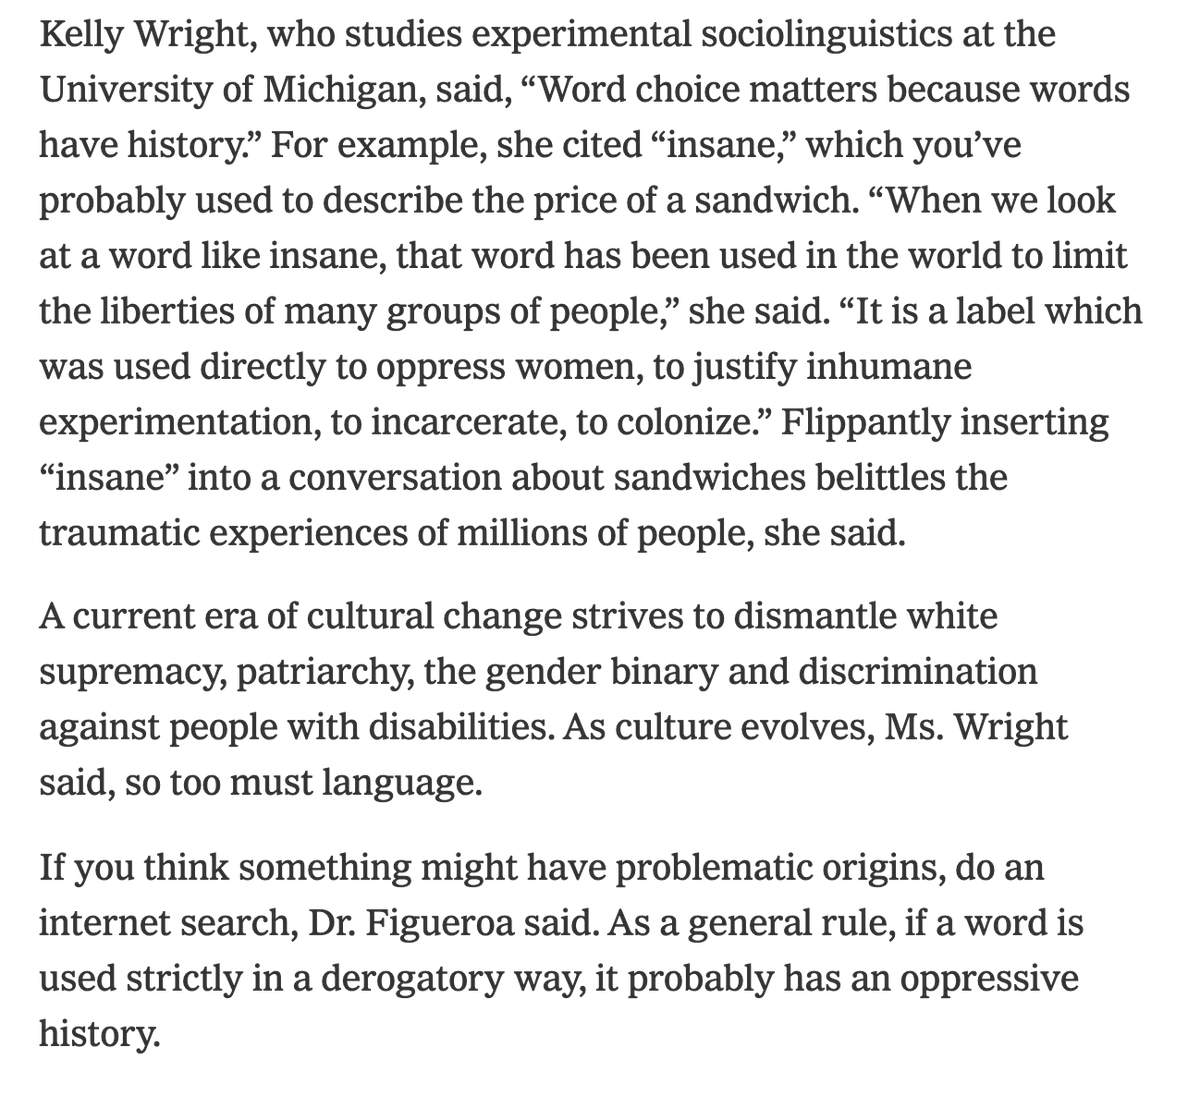 Kelly Wright, who studies experimental sociolinguistics at the
University of Michigan, said, “Word choice matters because words
have history.” For example, she cited “insane,” which you’ve
probably used to describe the price of a sandwich. “When we look
at a word like insane, that word has been used in the world to limit
the liberties of many groups of people,” she said. “It is a label which
was used directly to oppress women, to justify inhumane
experimentation, to incarcerate, to colonize.” Flippantly inserting
“insane” into a conversation about sandwiches belittles the
traumatic experiences of millions of people, she said.
A current era of cultural change strives to dismantle white
supremacy, patriarchy, the gender binary and discrimination
against people with disabilities. As culture evolves, Ms. Wright
said, so too must language.
If you think something might have problematic origins, do an
internet search, Dr. Figueroa said. As a general rule, if a word is
used strictly in a derogatory way, it probably has an oppressive
history.